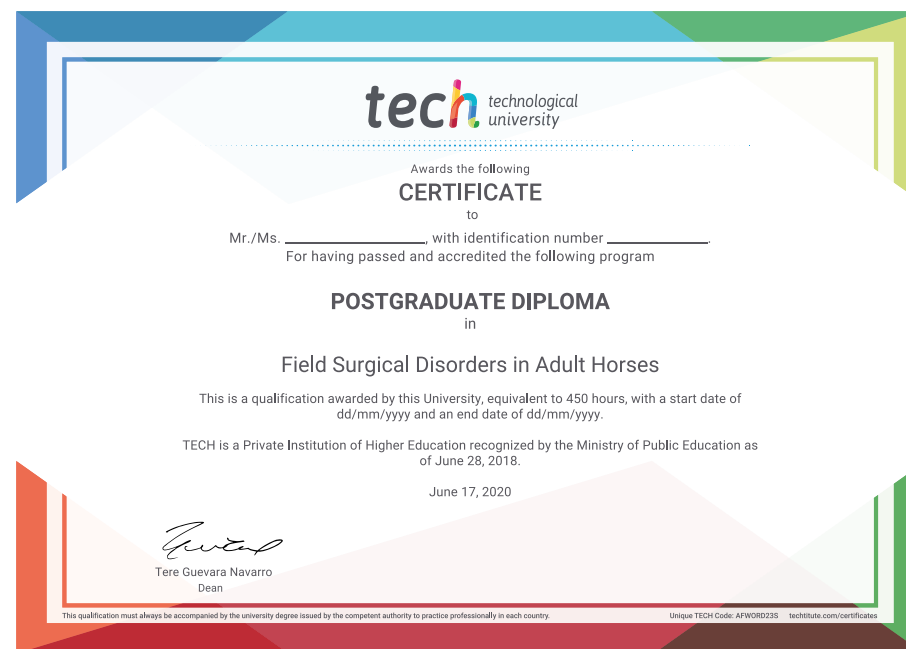 tech technological
university
Awards the following
CERTIFICATE
to
Mr./Ms. ____________________, with identification number ______________.
For having passed and accredited the following program
POSTGRADUATE DIPLOMA
in
Field Surgical Disorders in Adult Horses
This is a qualification awarded by this University, equivalent to 450 hours, with a start date of
dd/mm/yyyy and an end date of dd/mm/yyyy.
TECH is a Private Institution of Higher Education recognized by the Ministry of Public Education as
of June 28, 2018.
June 17, 2020
Tere Guevara Navarro
Dean
This qualification must always be accompanied by the university degree issued by the competent authority to practice professionally in each country. Unique TECH Code: AFWORD23S techtitute.com/certificates